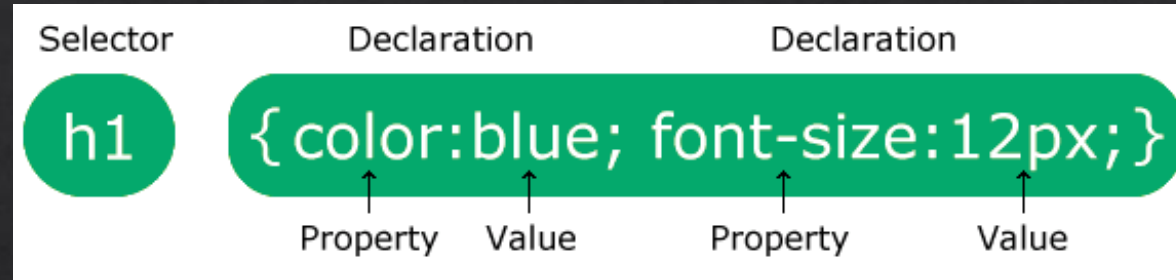 Selector Declaration Declaration
h1 {color:blue; font-size:12px;}
Property Value Property Value